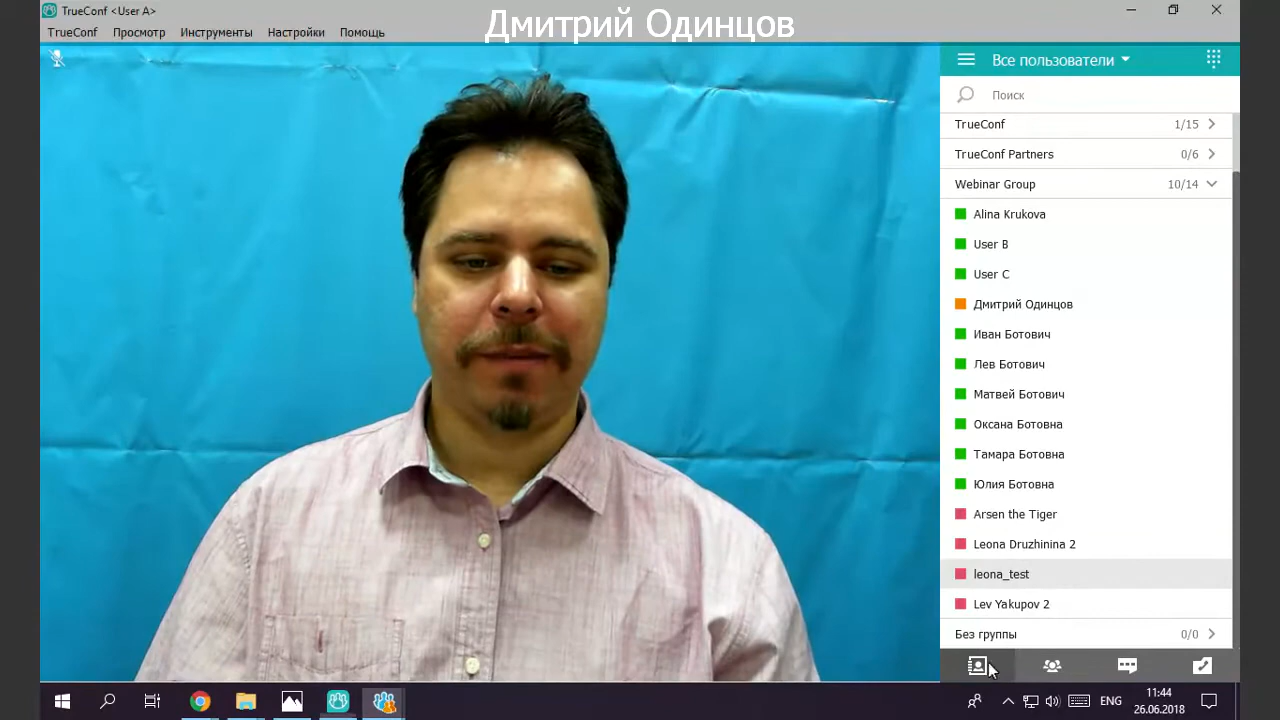 TrueConf <User A>
Дмитрий Одинцов
TrueConf Просмотр Инструменты Настройки Помощь
Все пользователи
Поиск
TrueConf 1/15
TrueConf Partners 0/6
Webinar Group 10/14
Alina Krukova
User B
User C
Дмитрий Одинцов
Иван Ботович
Лев Ботович
Матвей Ботович
Оксана Ботовна
Тамара Ботовна
Юлия Ботовна
Arsen the Tiger
Leona Druzhinina 2
leona_test
Lev Yakupov 2
Без группы 0/0
ENG
11:44
26.06.2018